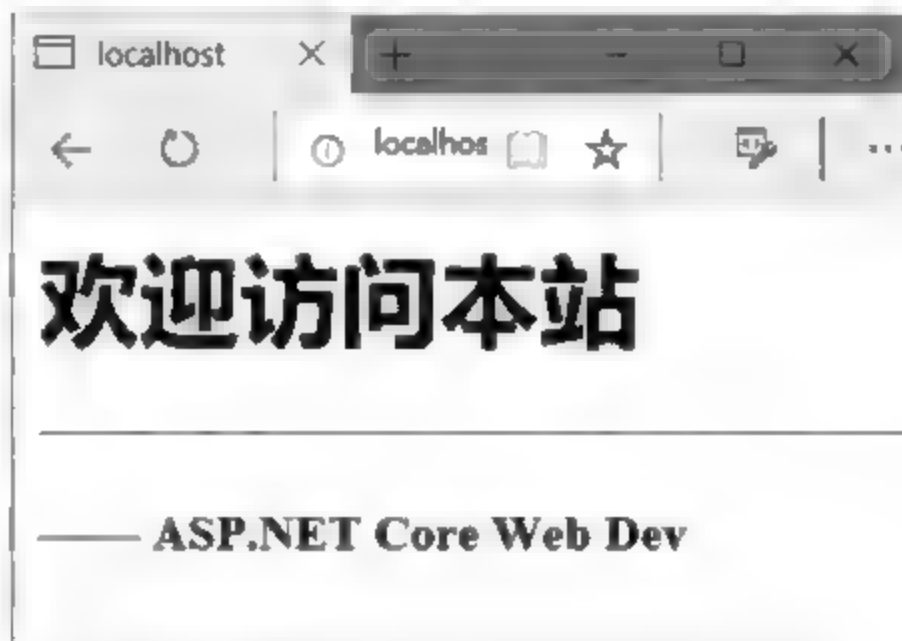 localhost
localhos
欢迎访问本站
—— ASP.NET Core Web Dev